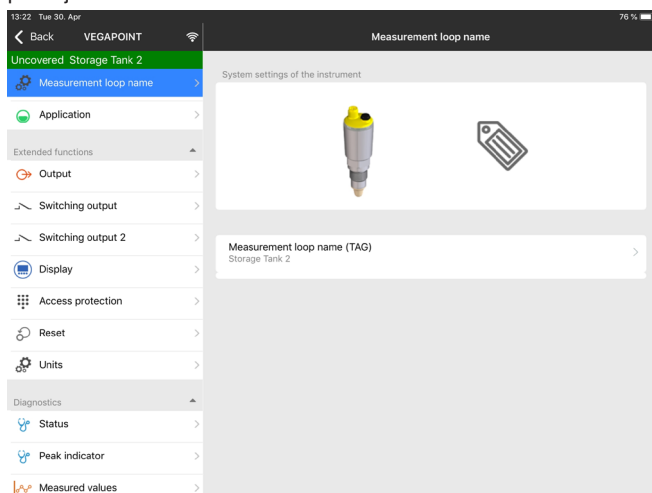 13:22 Tue 30. Apr
76 %
Back
VEGAPOINT
Measurement loop name
Uncovered Storage Tank 2
Measurement loop name
Application
Extended functions
Output
Switching output
Switching output 2
Display
Access protection
Reset
Units
Diagnostics
Status
Peak indicator
Measured values
System settings of the instrument
Measurement loop name (TAG)
Storage Tank 2